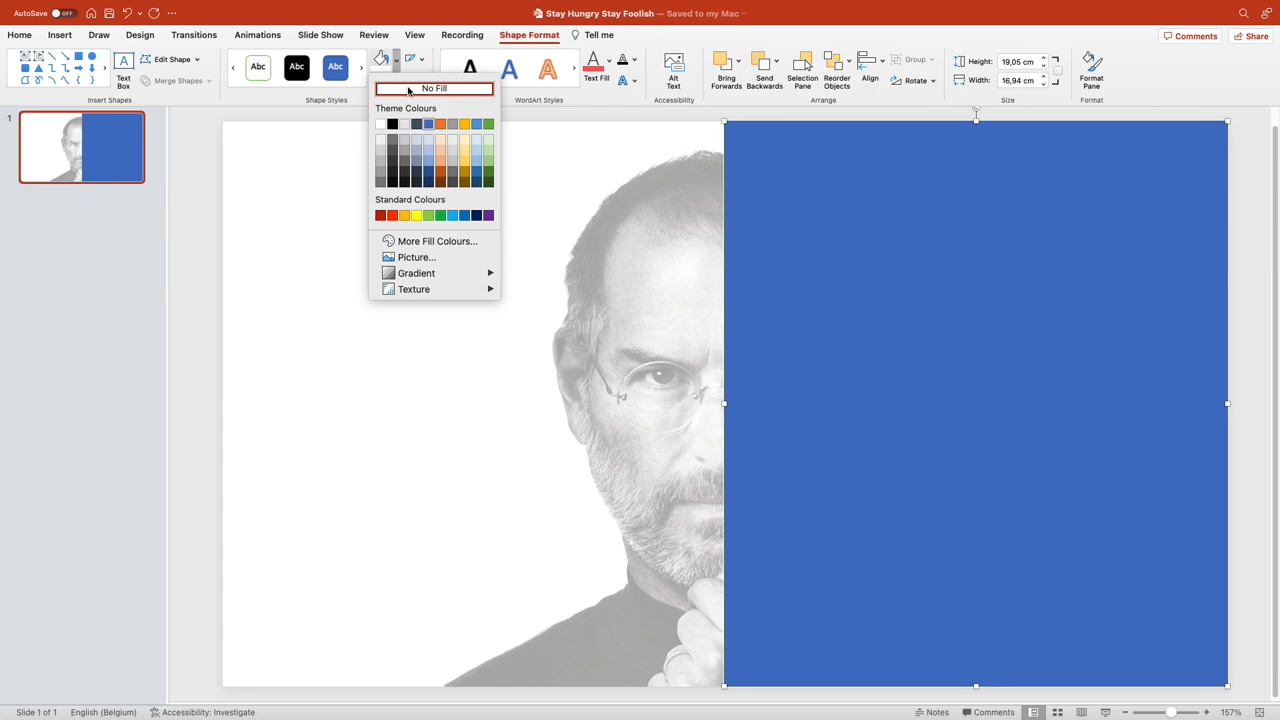 AutoSave OFF Stay Hungry Stay Foolish — Saved to my Mac
Home Insert Draw Design Transitions Animations Slide Show Review View Recording Shape Format Tell me Comments Share
Text Box
Edit Shape
Merge Shapes
Insert Shapes
Abc Abc Abc
Shape Styles
A A A
WordArt Styles
Text Fill
Alt Text
Accessibility
Bring Forwards
Send Backwards
Selection Pane
Reorder Objects
Align
Group
Rotate
Arrange
Height: 19,05 cm
Width: 16,94 cm
Size
Format Pane
Format
No Fill
Theme Colours
Standard Colours
More Fill Colours...
Picture...
Gradient
Texture
1
Slide 1 of 1 English (Belgium) Accessibility: Investigate Notes Comments 157%